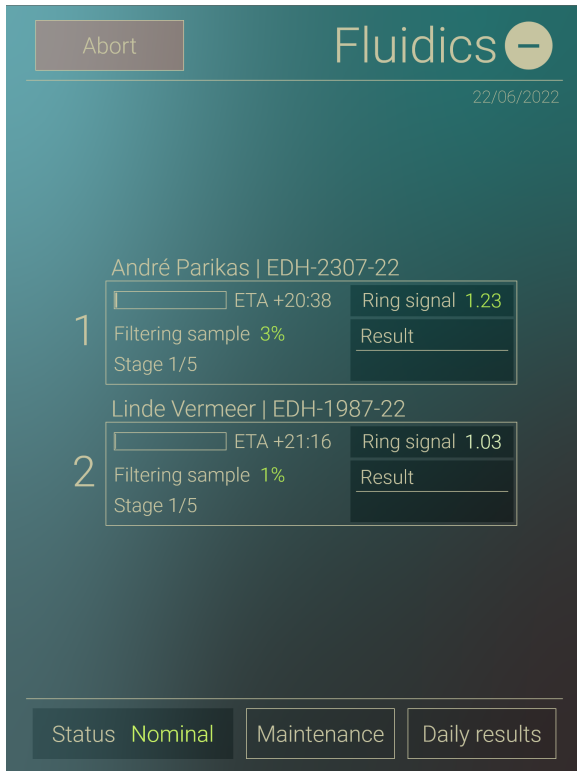 Abort
Fluidics
22/06/2022
André Parikas | EDH-2307-22
1
ETA +20:38
Ring signal 1.23
Filtering sample 3%
Result
Stage 1/5
Linde Vermeer | EDH-1987-22
2
ETA +21:16
Ring signal 1.03
Filtering sample 1%
Result
Stage 1/5
Status Nominal
Maintenance
Daily results